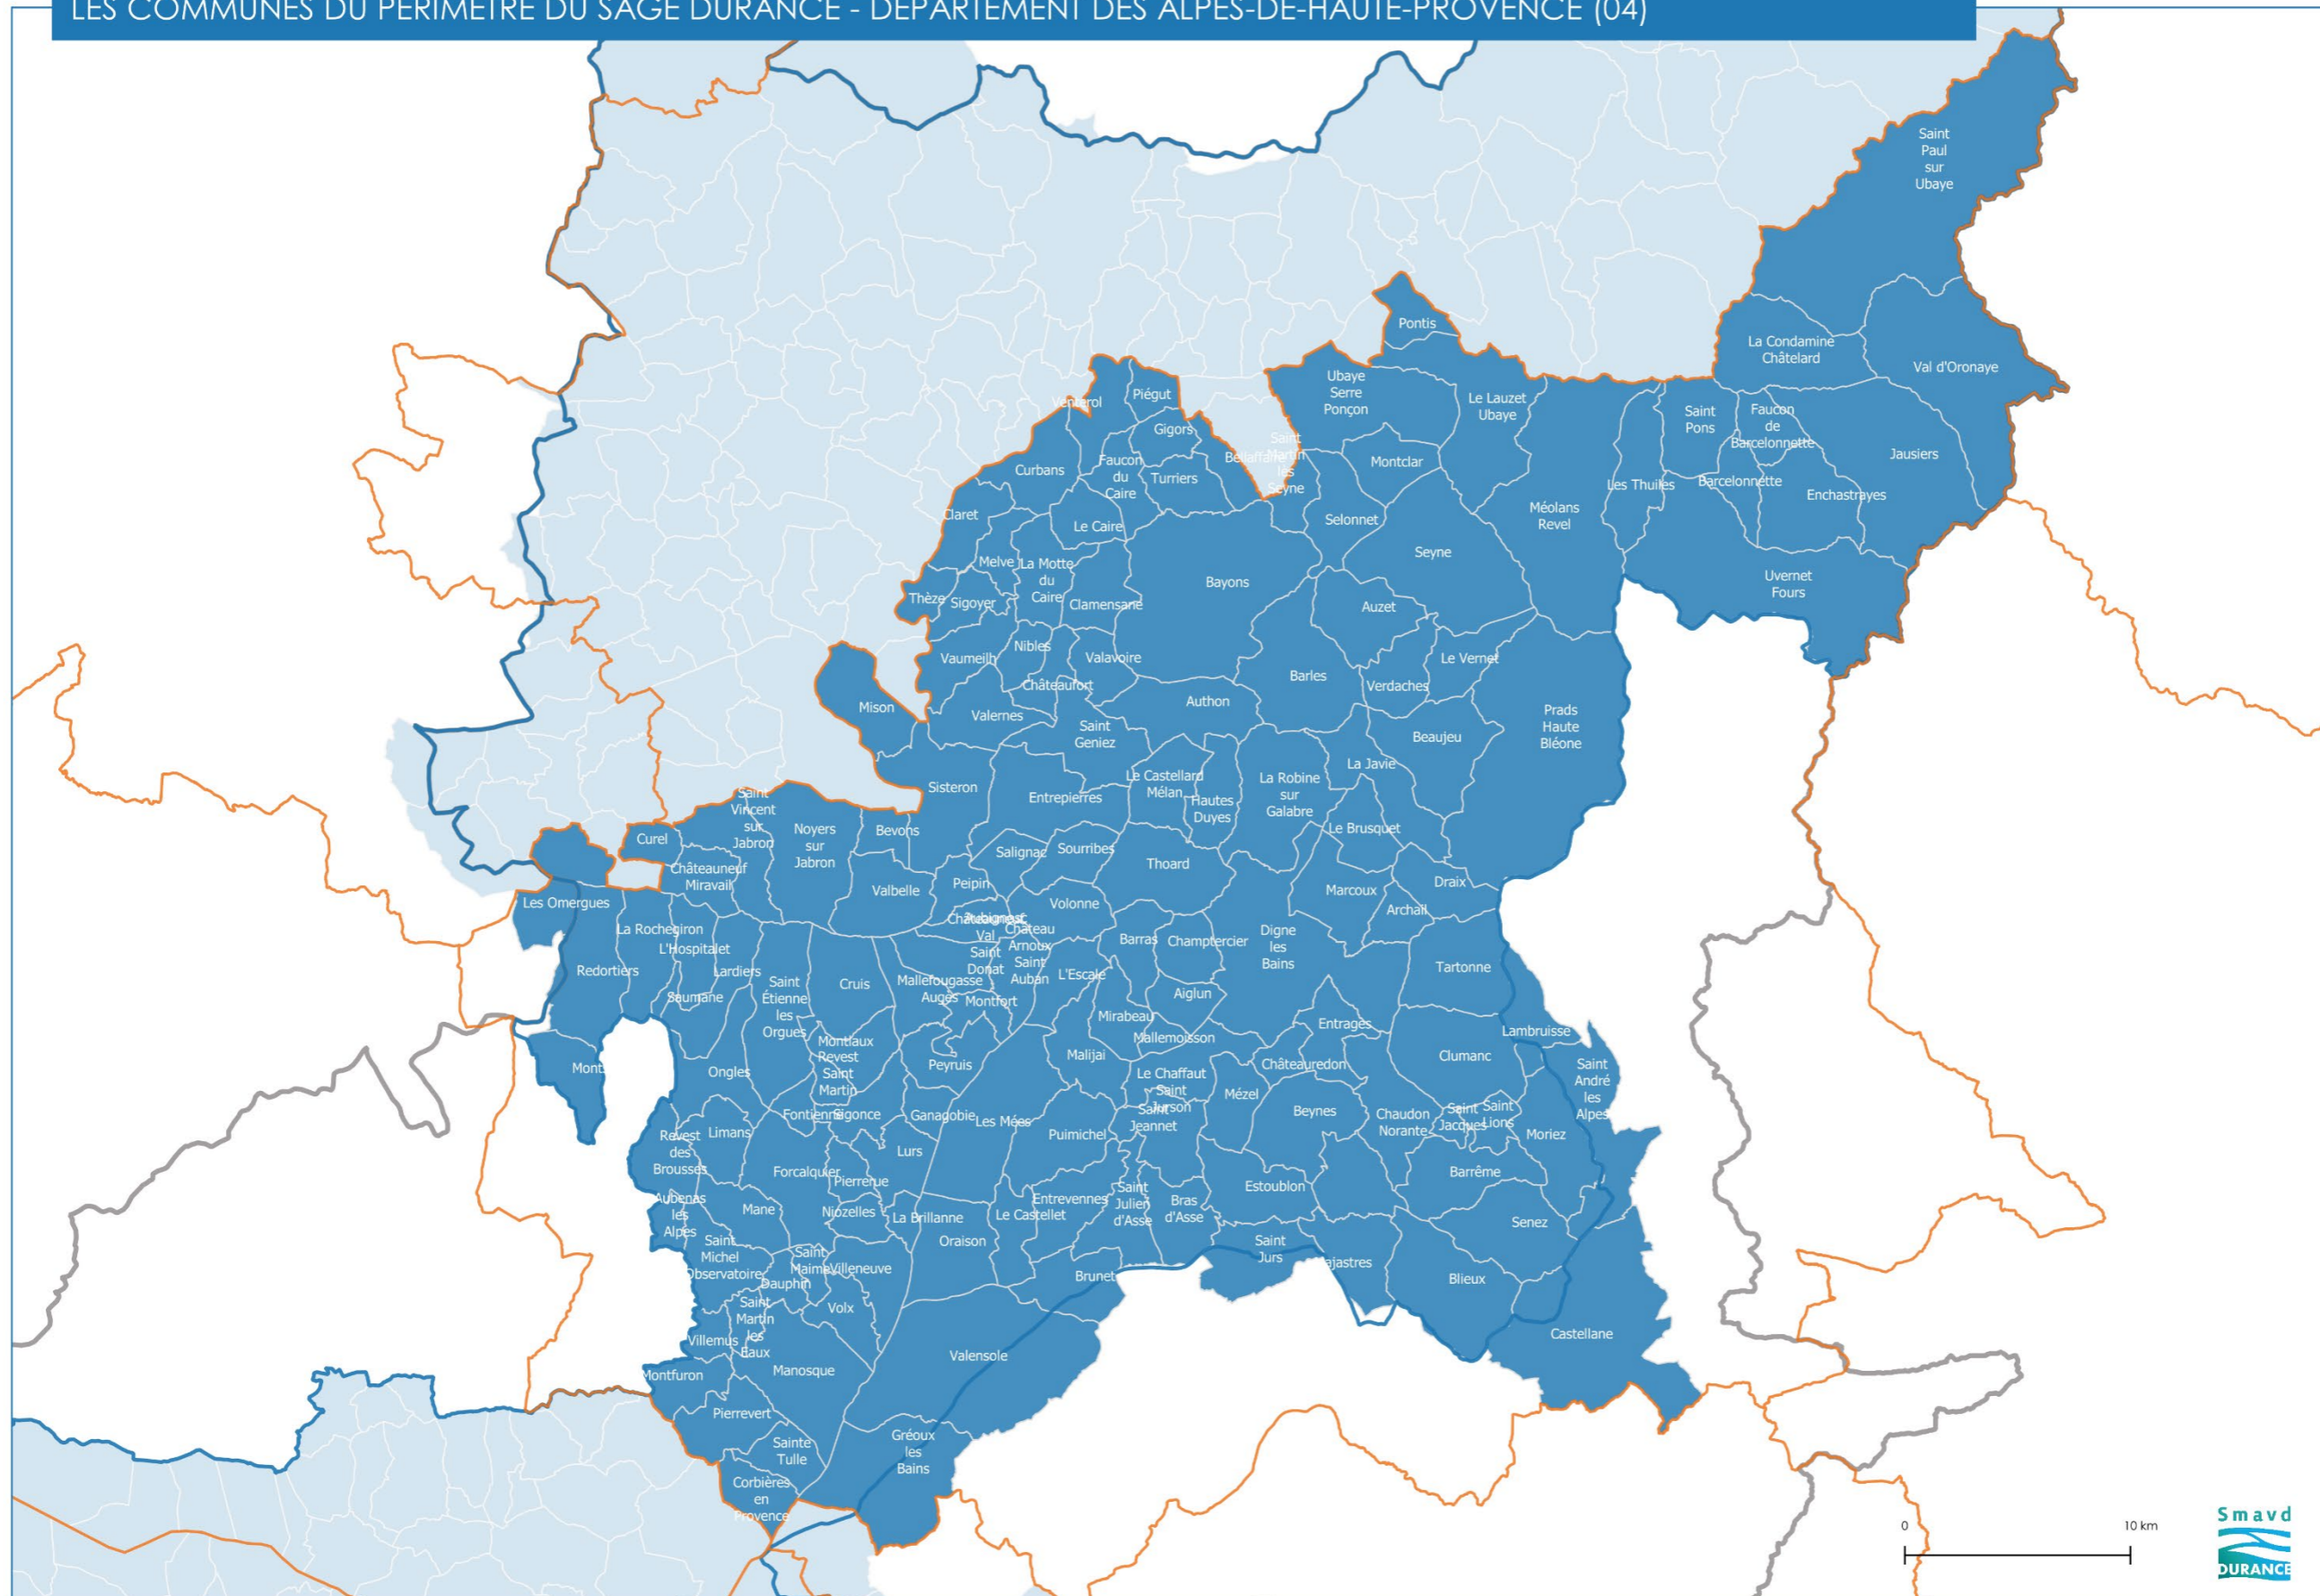 LES COMMUNES DU PERIMETRE DU SAGE DURANCE - DEPARTEMENT DES ALPES-DE-HAUTE-PROVENCE (04)
Saint
Paul
sur
Ubaye
Pontis
La Condamine
Châtelard
Val d'Oronaye
Ubaye
Serre
Ponçon
Le Lauzet
Ubaye
Venterol
Piégut
Gigors
Saint
Pons
Faucon
de
Barcelonnette
Jausiers
Saint
Martin
lès
Seyne
Bellaffaire
Montclar
Curbans
Faucon
du
Caire
Turriers
Les Thuiles
Barcelonnette
Enchastrayes
Claret
Le Caire
Selonnet
Méolans
Revel
Seyne
Melve
La Motte
du
Caire
Bayons
Uvernet
Fours
Thèze
Sigoyer
Clamensane
Auzet
Vaumeilh
Nibles
Valavoire
Le Vernet
Châteaufort
Barles
Verdaches
Mison
Valernes
Authon
Prads
Haute
Bléone
Saint
Geniez
Beaujeu
La Javie
Sisteron
Entrepierres
Le Castellard
Mélan
Hautes
Duyes
La Robine
sur
Galabre
Saint
Vincent
sur
Jabron
Noyers
sur
Jabron
Bevons
Curel
Le Brusquet
Châteauneuf
Miravail
Salignac
Sourribes
Thoard
Valbelle
Peipin
Marcoux
Draix
Les Omergues
Volonne
Archail
La Rochegiron
L'Hospitalet
Val
Saint
Donat
Château
Arnoux
Saint
Auban
Barras
Champtercier
Digne
les
Bains
Redortiers
Lardiers
L'Escale
Tartonne
Saumane
Saint
Étienne
les
Orgues
Cruis
Mallefougasse
Augès
Montfort
Aiglun
Mirabeau
Entrages
Lambruisse
Montlaux
Mallemoisson
Mont
Revest
Saint
Martin
Ongles
Peyruis
Malijai
Châteauredon
Clumanc
Saint
André
les
Alpes
Le Chaffaut
Saint
Jurson
Mézel
Fontienne
Sigonce
Ganagobie
Les Mées
Saint
Jeannet
Beynes
Chaudon
Norante
Saint
Jacques
Saint
Lions
Moriez
Revest
des
Brousses
Limans
Lurs
Puimichel
Forcalquier
Pierrerue
Barrême
Aubenas
les
Alpes
Mane
Niozelles
La Brillanne
Le Castellet
Entrevennes
Saint
Julien
d'Asse
Bras
d'Asse
Estoublon
Senez
Saint
Michel
Observatoire
Oraison
Saint
Jurs
Saint
Maime
Villeneuve
Dauphin
Brunet
ajastres
Blieux
Saint
Martin
les
Eaux
Volx
Villemus
Castellane
Manosque
Valensole
Montfuron
Pierrevert
Sainte
Tulle
Gréoux
les
Bains
Corbières
en
Provence
0
10 km
Smavd
DURANCE